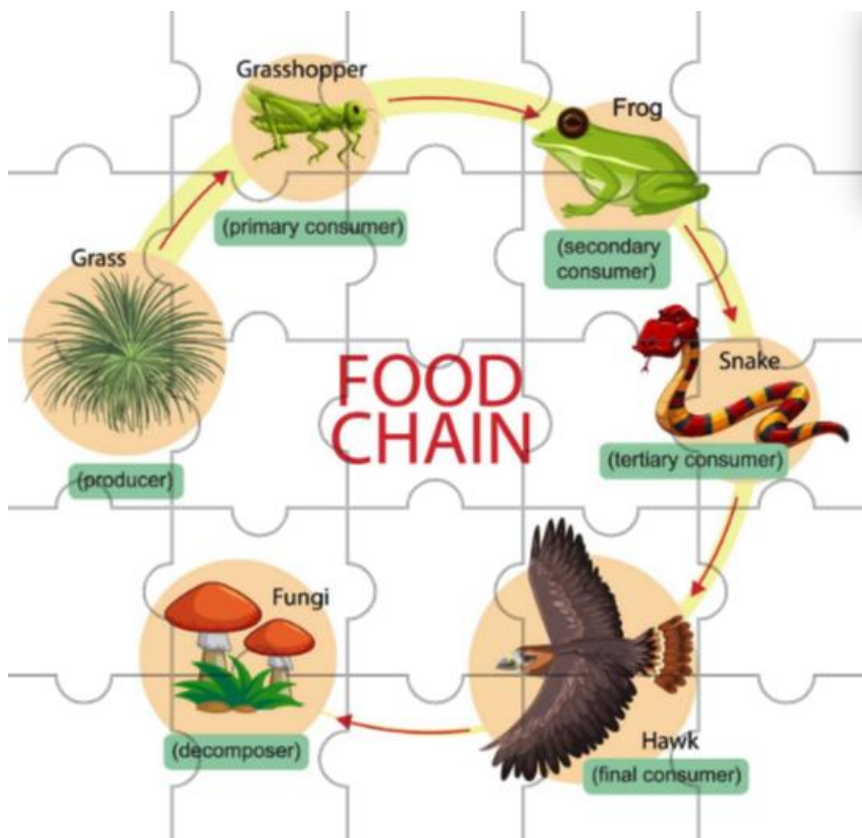 Grasshopper
(primary consumer)
Frog
(secondary
consumer)
Grass
(producer)
FOOD
CHAIN
Snake
(tertiary consumer)
Fungi
(decomposer)
Hawk
(final consumer)